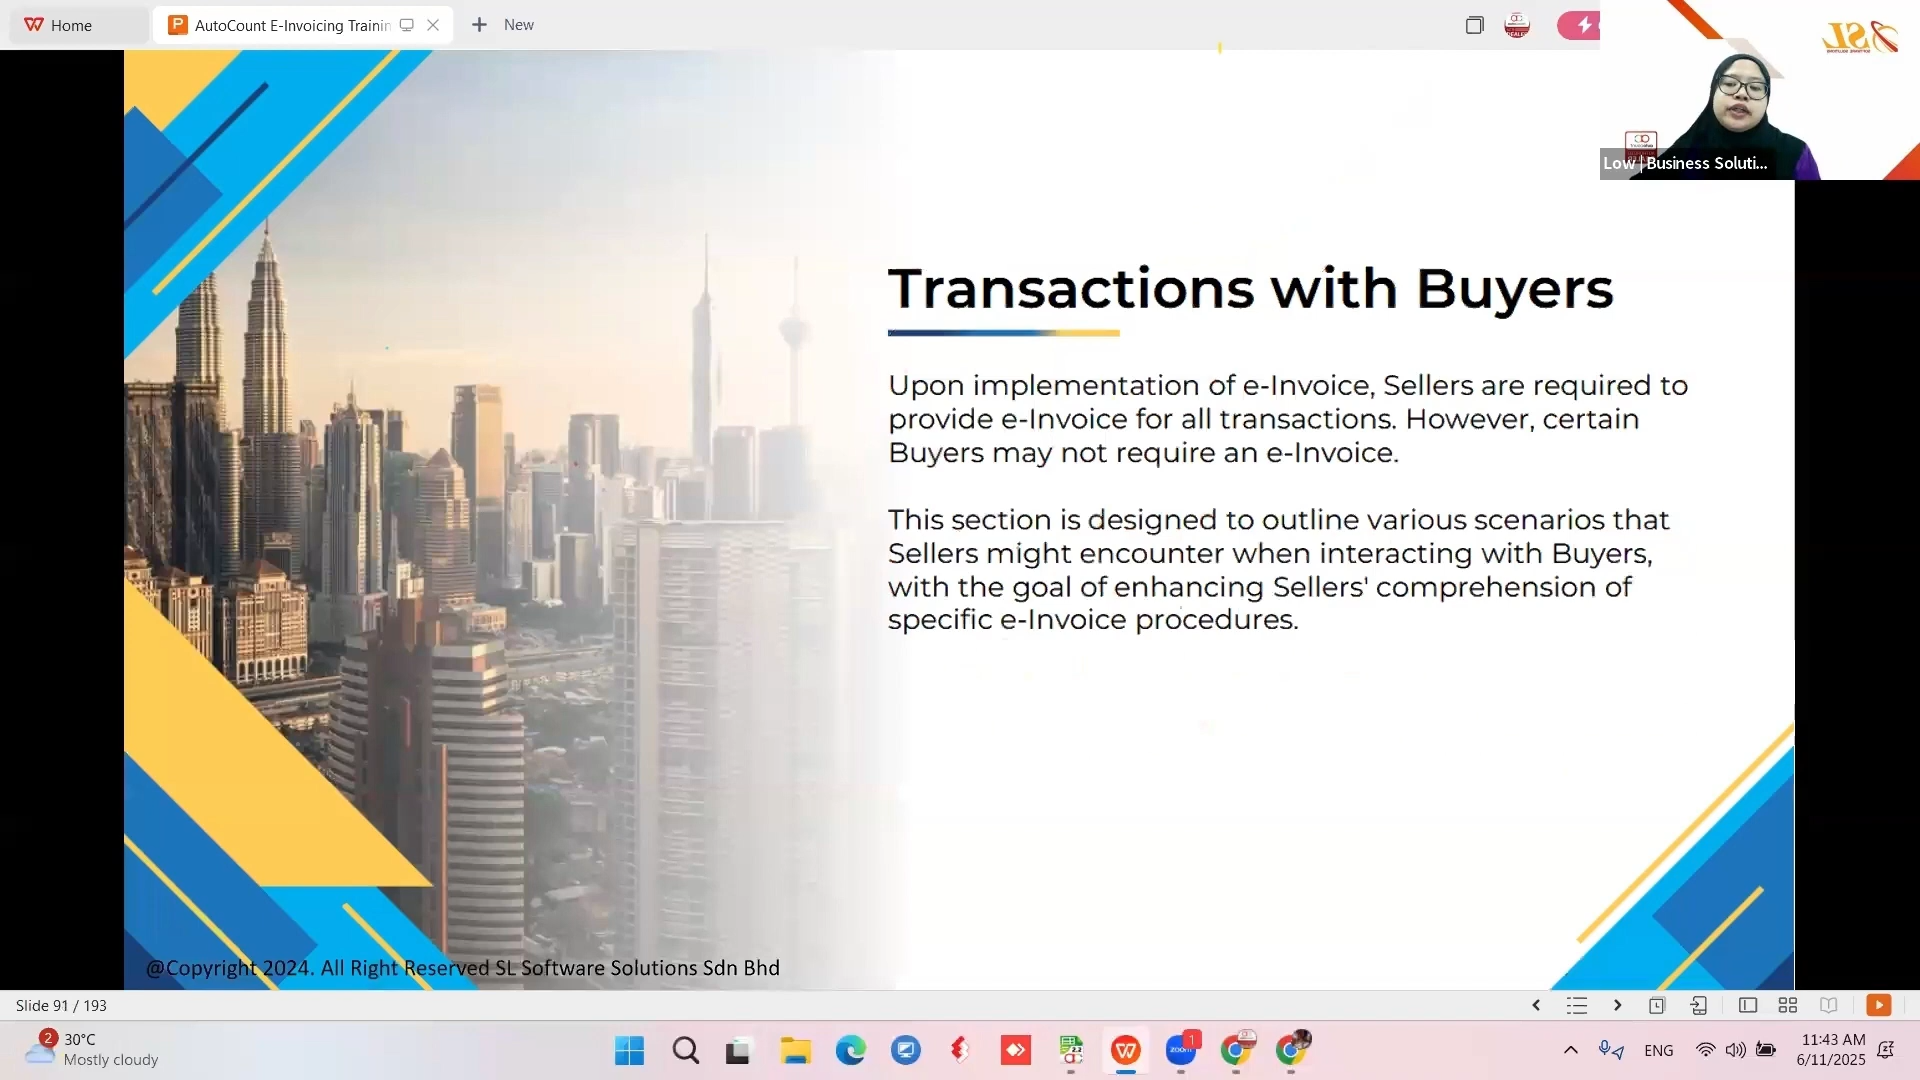 Home
AutoCount E-Invoicing Trainin
New
Low | Business Soluti...
Transactions with Buyers
Upon implementation of e-Invoice, Sellers are required to
provide e-Invoice for all transactions. However, certain
Buyers may not require an e-Invoice.
This section is designed to outline various scenarios that
Sellers might encounter when interacting with Buyers,
with the goal of enhancing Sellers' comprehension of
specific e-Invoice procedures.
@Copyright 2024. All Right Reserved SL Software Solutions Sdn Bhd
Slide 91 / 193
2
30°C
Mostly cloudy
zoom
1
ENG
11:43 AM
6/11/2025